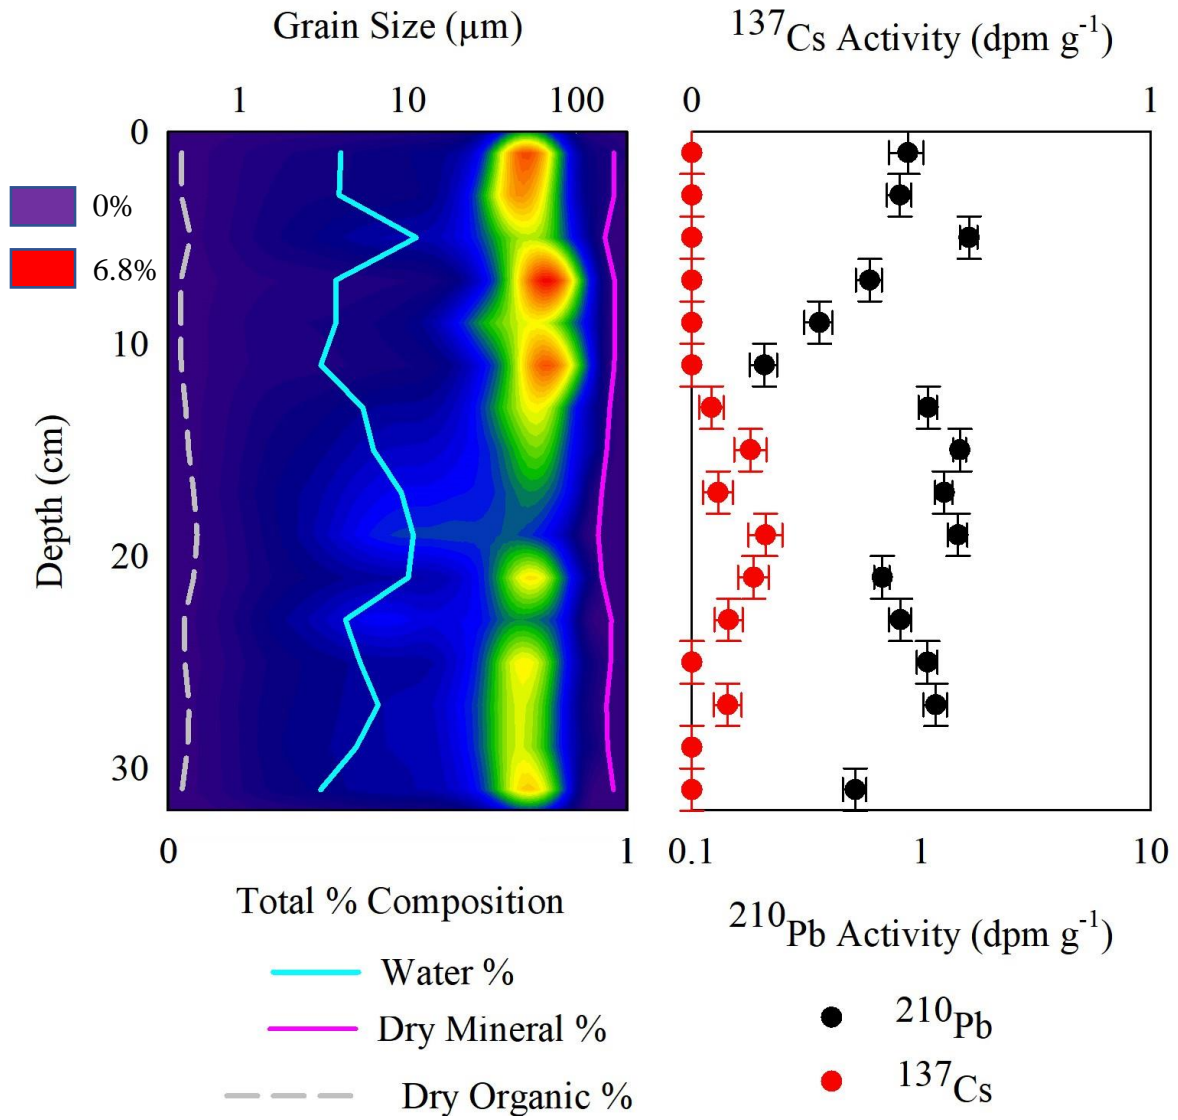 Grain Size (µm)
¹³⁷Cs Activity (dpm g⁻¹)
1 10 100
0 1
0
10
20
30
0%
6.8%
Depth (cm)
0 1
0.1 1 10
Total % Composition
²¹⁰Pb Activity (dpm g⁻¹)
Water %
Dry Mineral %
Dry Organic %
²¹⁰Pb
¹³⁷Cs